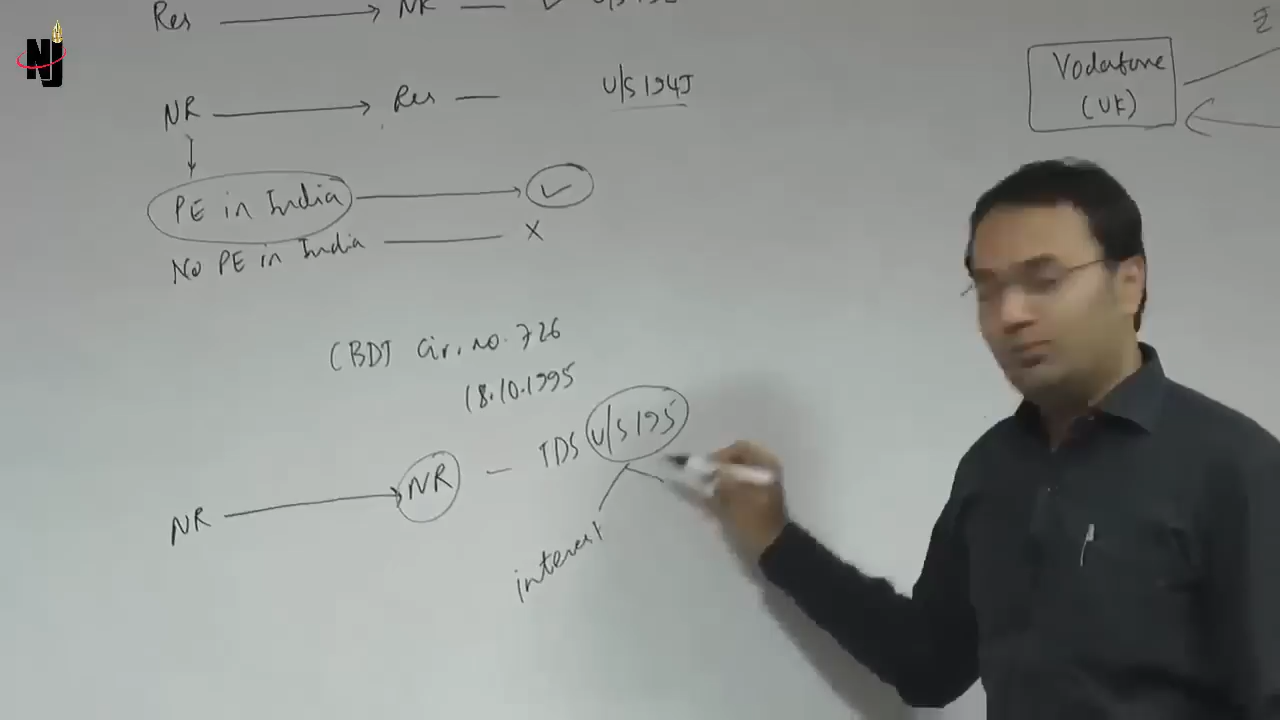 Res → NR —
NJ
NR → Res — U/S 194J
PE in India → ✓
No PE in India — X
Vodafone
(UK)
CBDT Cir. no. 726
18.10.1995
NR → NR — TDS U/S 195
interest